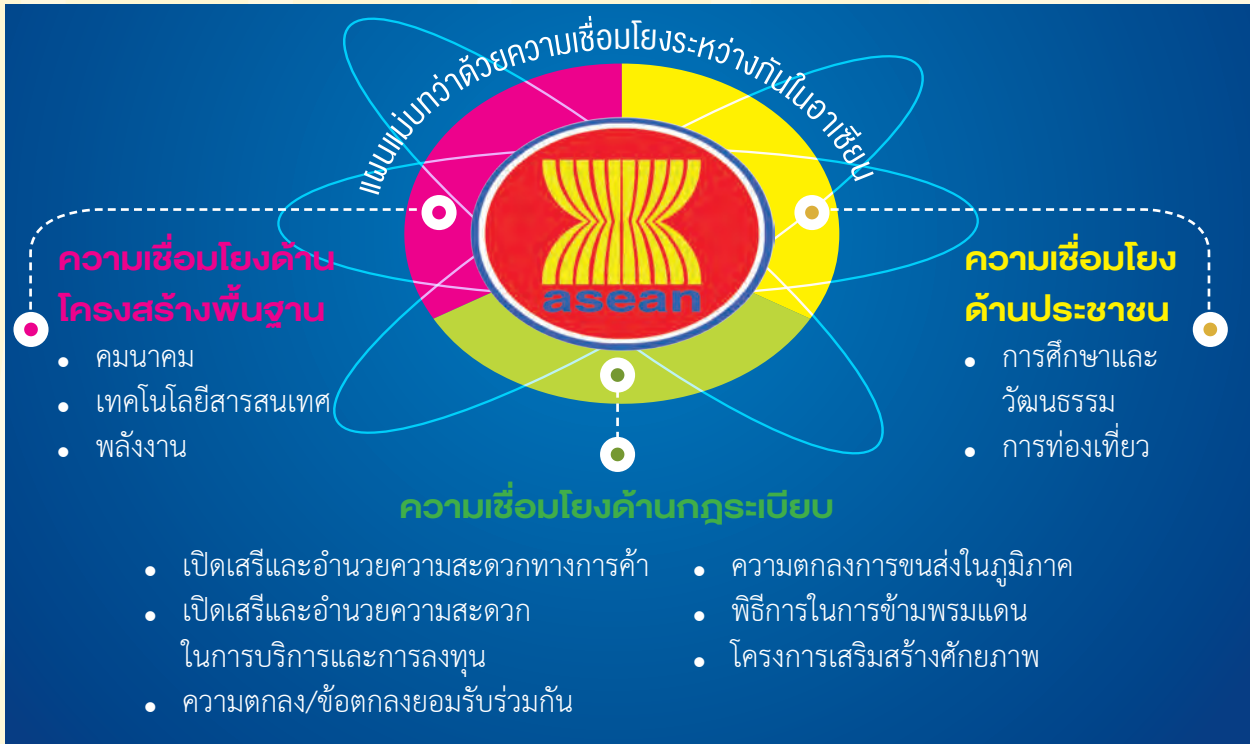 แผนแม่บทว่าด้วยความเชื่อมโยงระหว่างกันในอาเซียน
asean
ความเชื่อมโยงด้าน
โครงสร้างพื้นฐาน
• คมนาคม
• เทคโนโลยีสารสนเทศ
• พลังงาน
ความเชื่อมโยง
ด้านประชาชน
• การศึกษาและ
วัฒนธรรม
• การท่องเที่ยว
ความเชื่อมโยงด้านกฎระเบียบ
• เปิดเสรีและอำนวยความสะดวกทางการค้า
• เปิดเสรีและอำนวยความสะดวก
ในการบริการและการลงทุน
• ความตกลง/ข้อตกลงยอมรับร่วมกัน
• ความตกลงการขนส่งในภูมิภาค
• พิธีการในการข้ามพรมแดน
• โครงการเสริมสร้างศักยภาพ